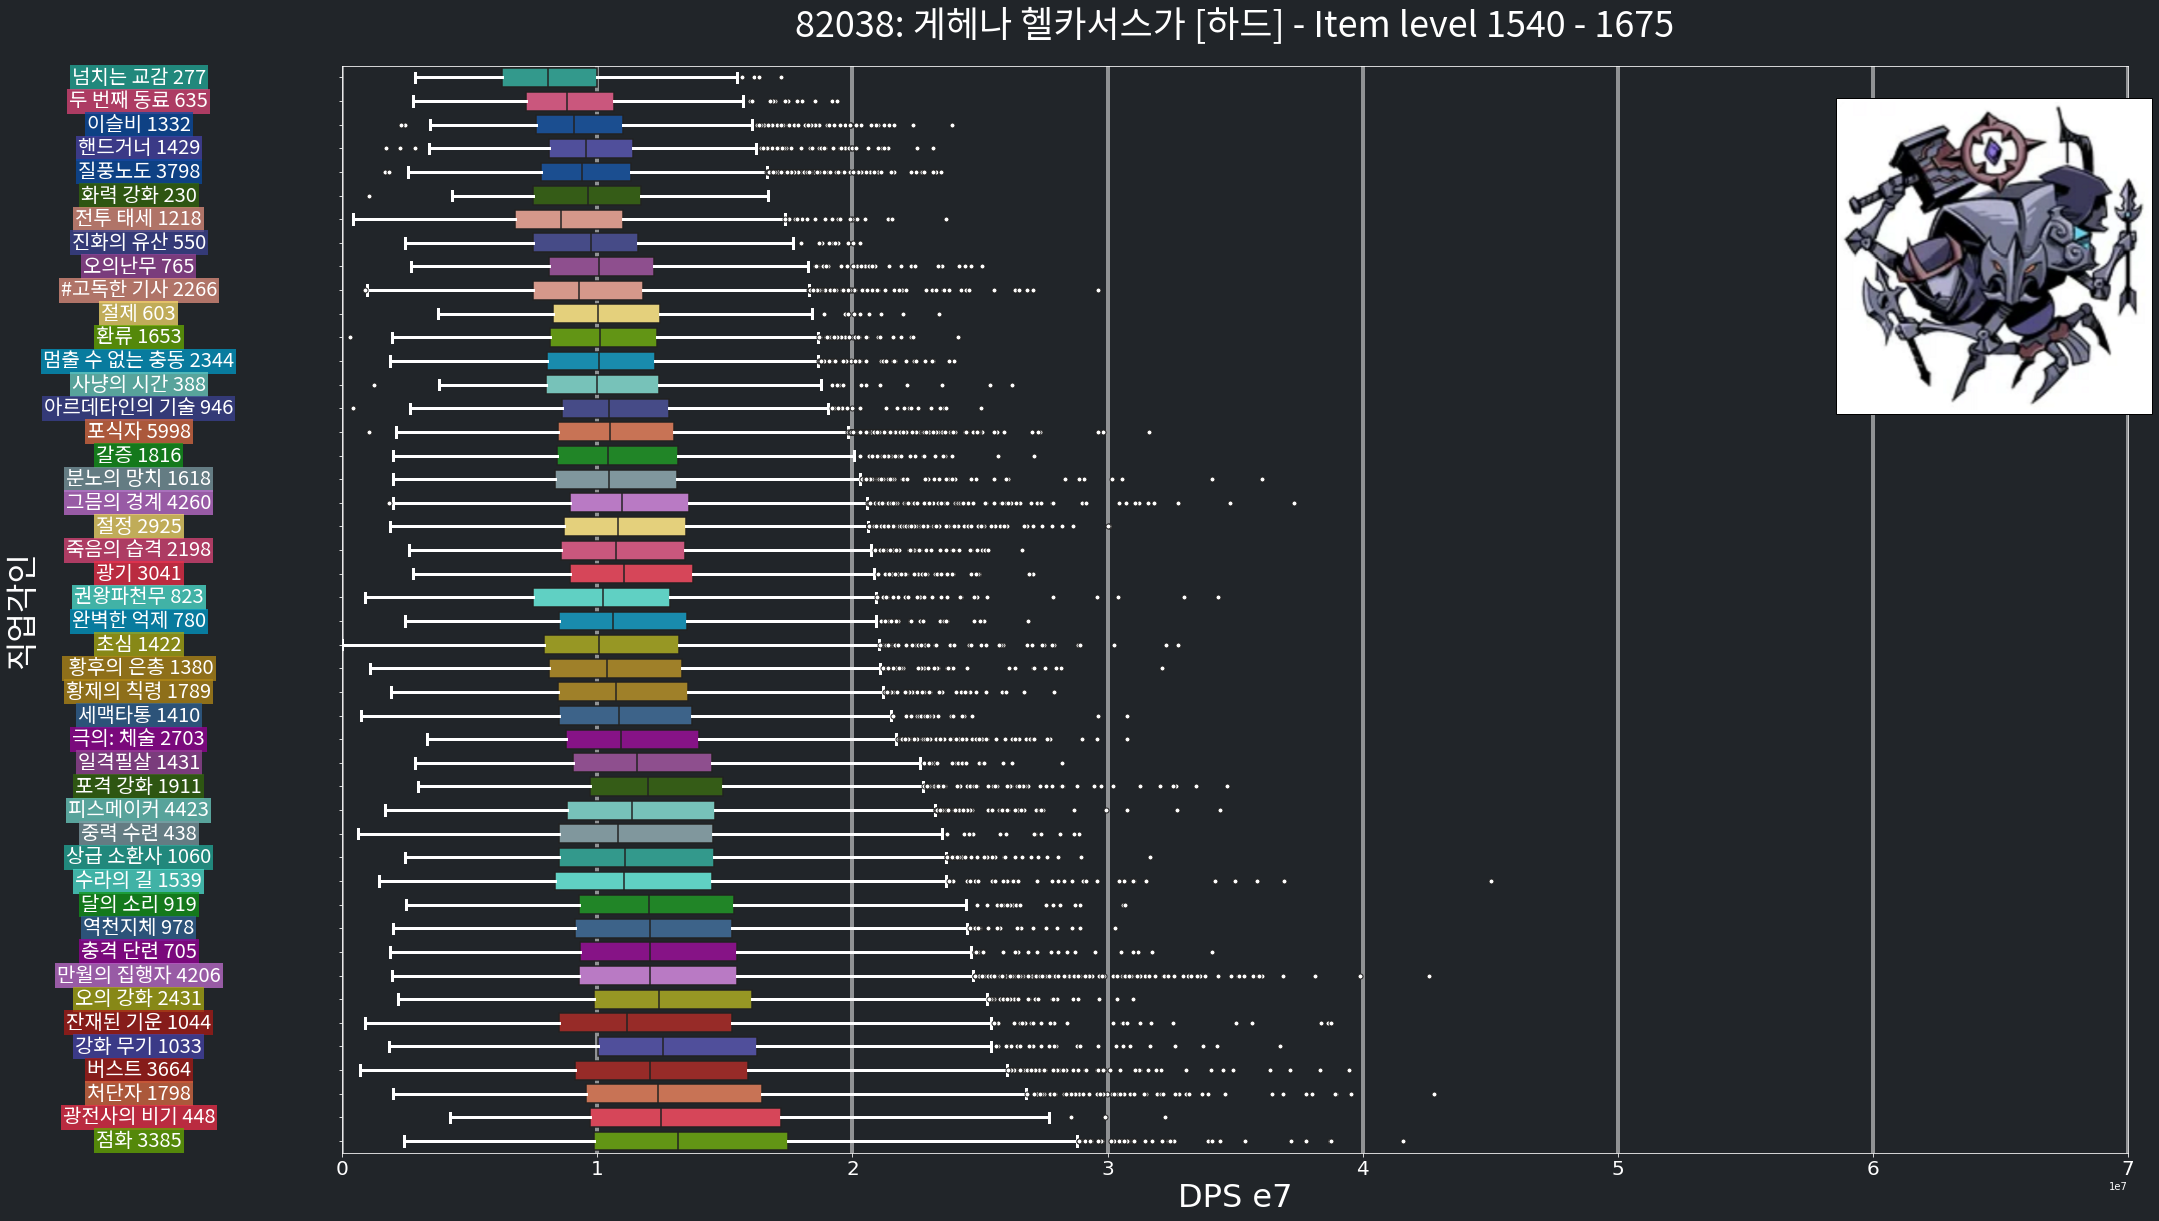 82038: 게헤나 헬카서스가 [하드] - Item level 1540 - 1675
넘치는 교감 277
두 번째 동료 635
이슬비 1332
핸드거너 1429
질풍노도 3798
화력 강화 230
전투 태세 1218
진화의 유산 550
오의난무 765
#고독한 기사 2266
절제 603
환류 1653
멈출 수 없는 충동 2344
사냥의 시간 388
아르데타인의 기술 946
포식자 5998
갈증 1816
분노의 망치 1618
그믐의 경계 4260
절정 2925
죽음의 습격 2198
광기 3041
권왕파천무 823
완벽한 억제 780
초심 1422
황후의 은총 1380
황제의 칙령 1789
세맥타통 1410
극의: 체술 2703
일격필살 1431
포격 강화 1911
피스메이커 4423
중력 수련 438
상급 소환사 1060
수라의 길 1539
달의 소리 919
역천지체 978
충격 단련 705
만월의 집행자 4206
오의 강화 2431
잔재된 기운 1044
강화 무기 1033
버스트 3664
처단자 1798
광전사의 비기 448
점화 3385
직업각인
0 1 2 3 4 5 6 7
DPS e7
1e7